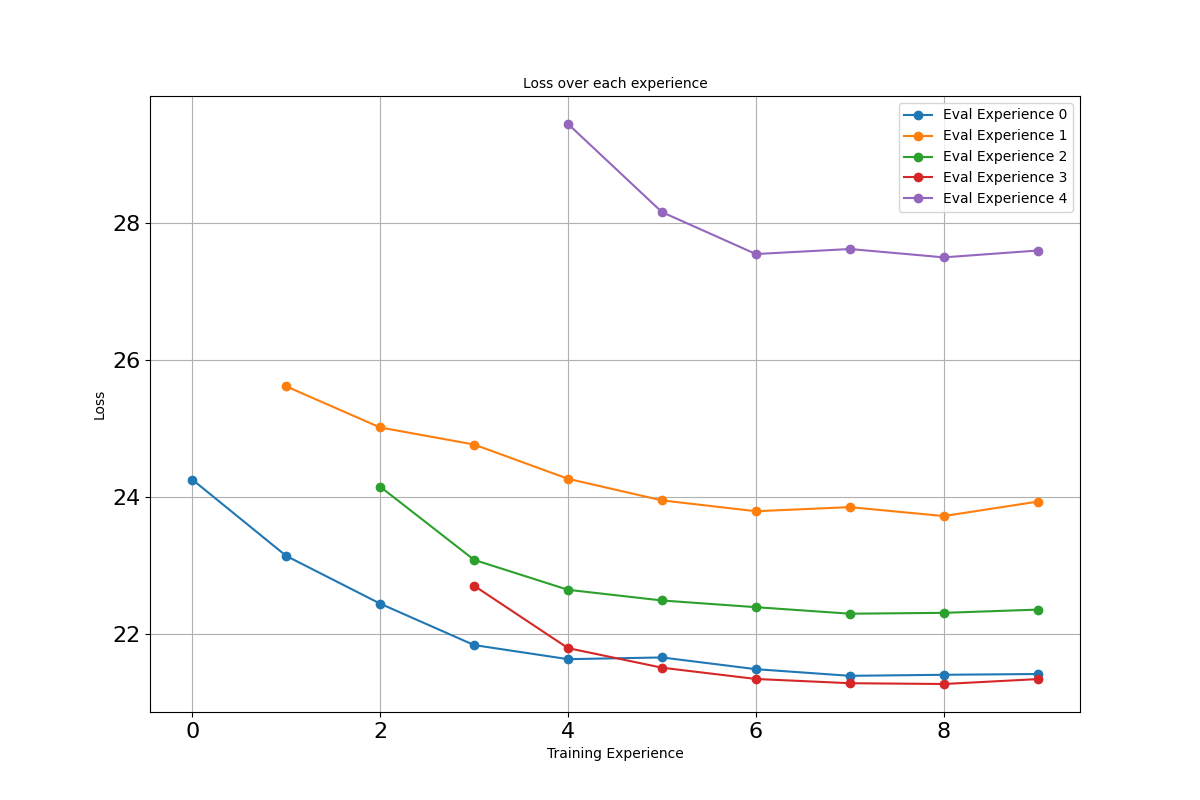 Loss over each experience
Eval Experience 0
Eval Experience 1
Eval Experience 2
Eval Experience 3
Eval Experience 4
28
26
24
22
Loss
0 2 4 6 8
Training Experience